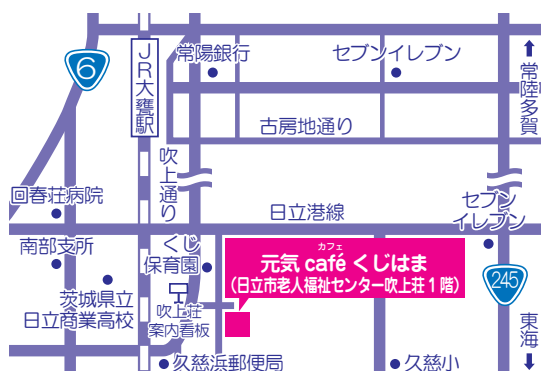 6
JR大甕駅
常陽銀行
セブンイレブン
常陸多賀
古房地通り
吹上通り
回春荘病院
日立港線
セブン
イレブン
南部支所
くじ
保育園
カフェ
元気 café くじはま
(日立市老人福祉センター吹上荘1階)
245
茨城県立
日立商業高校
吹上荘
案内看板
東海
久慈浜郵便局
久慈小